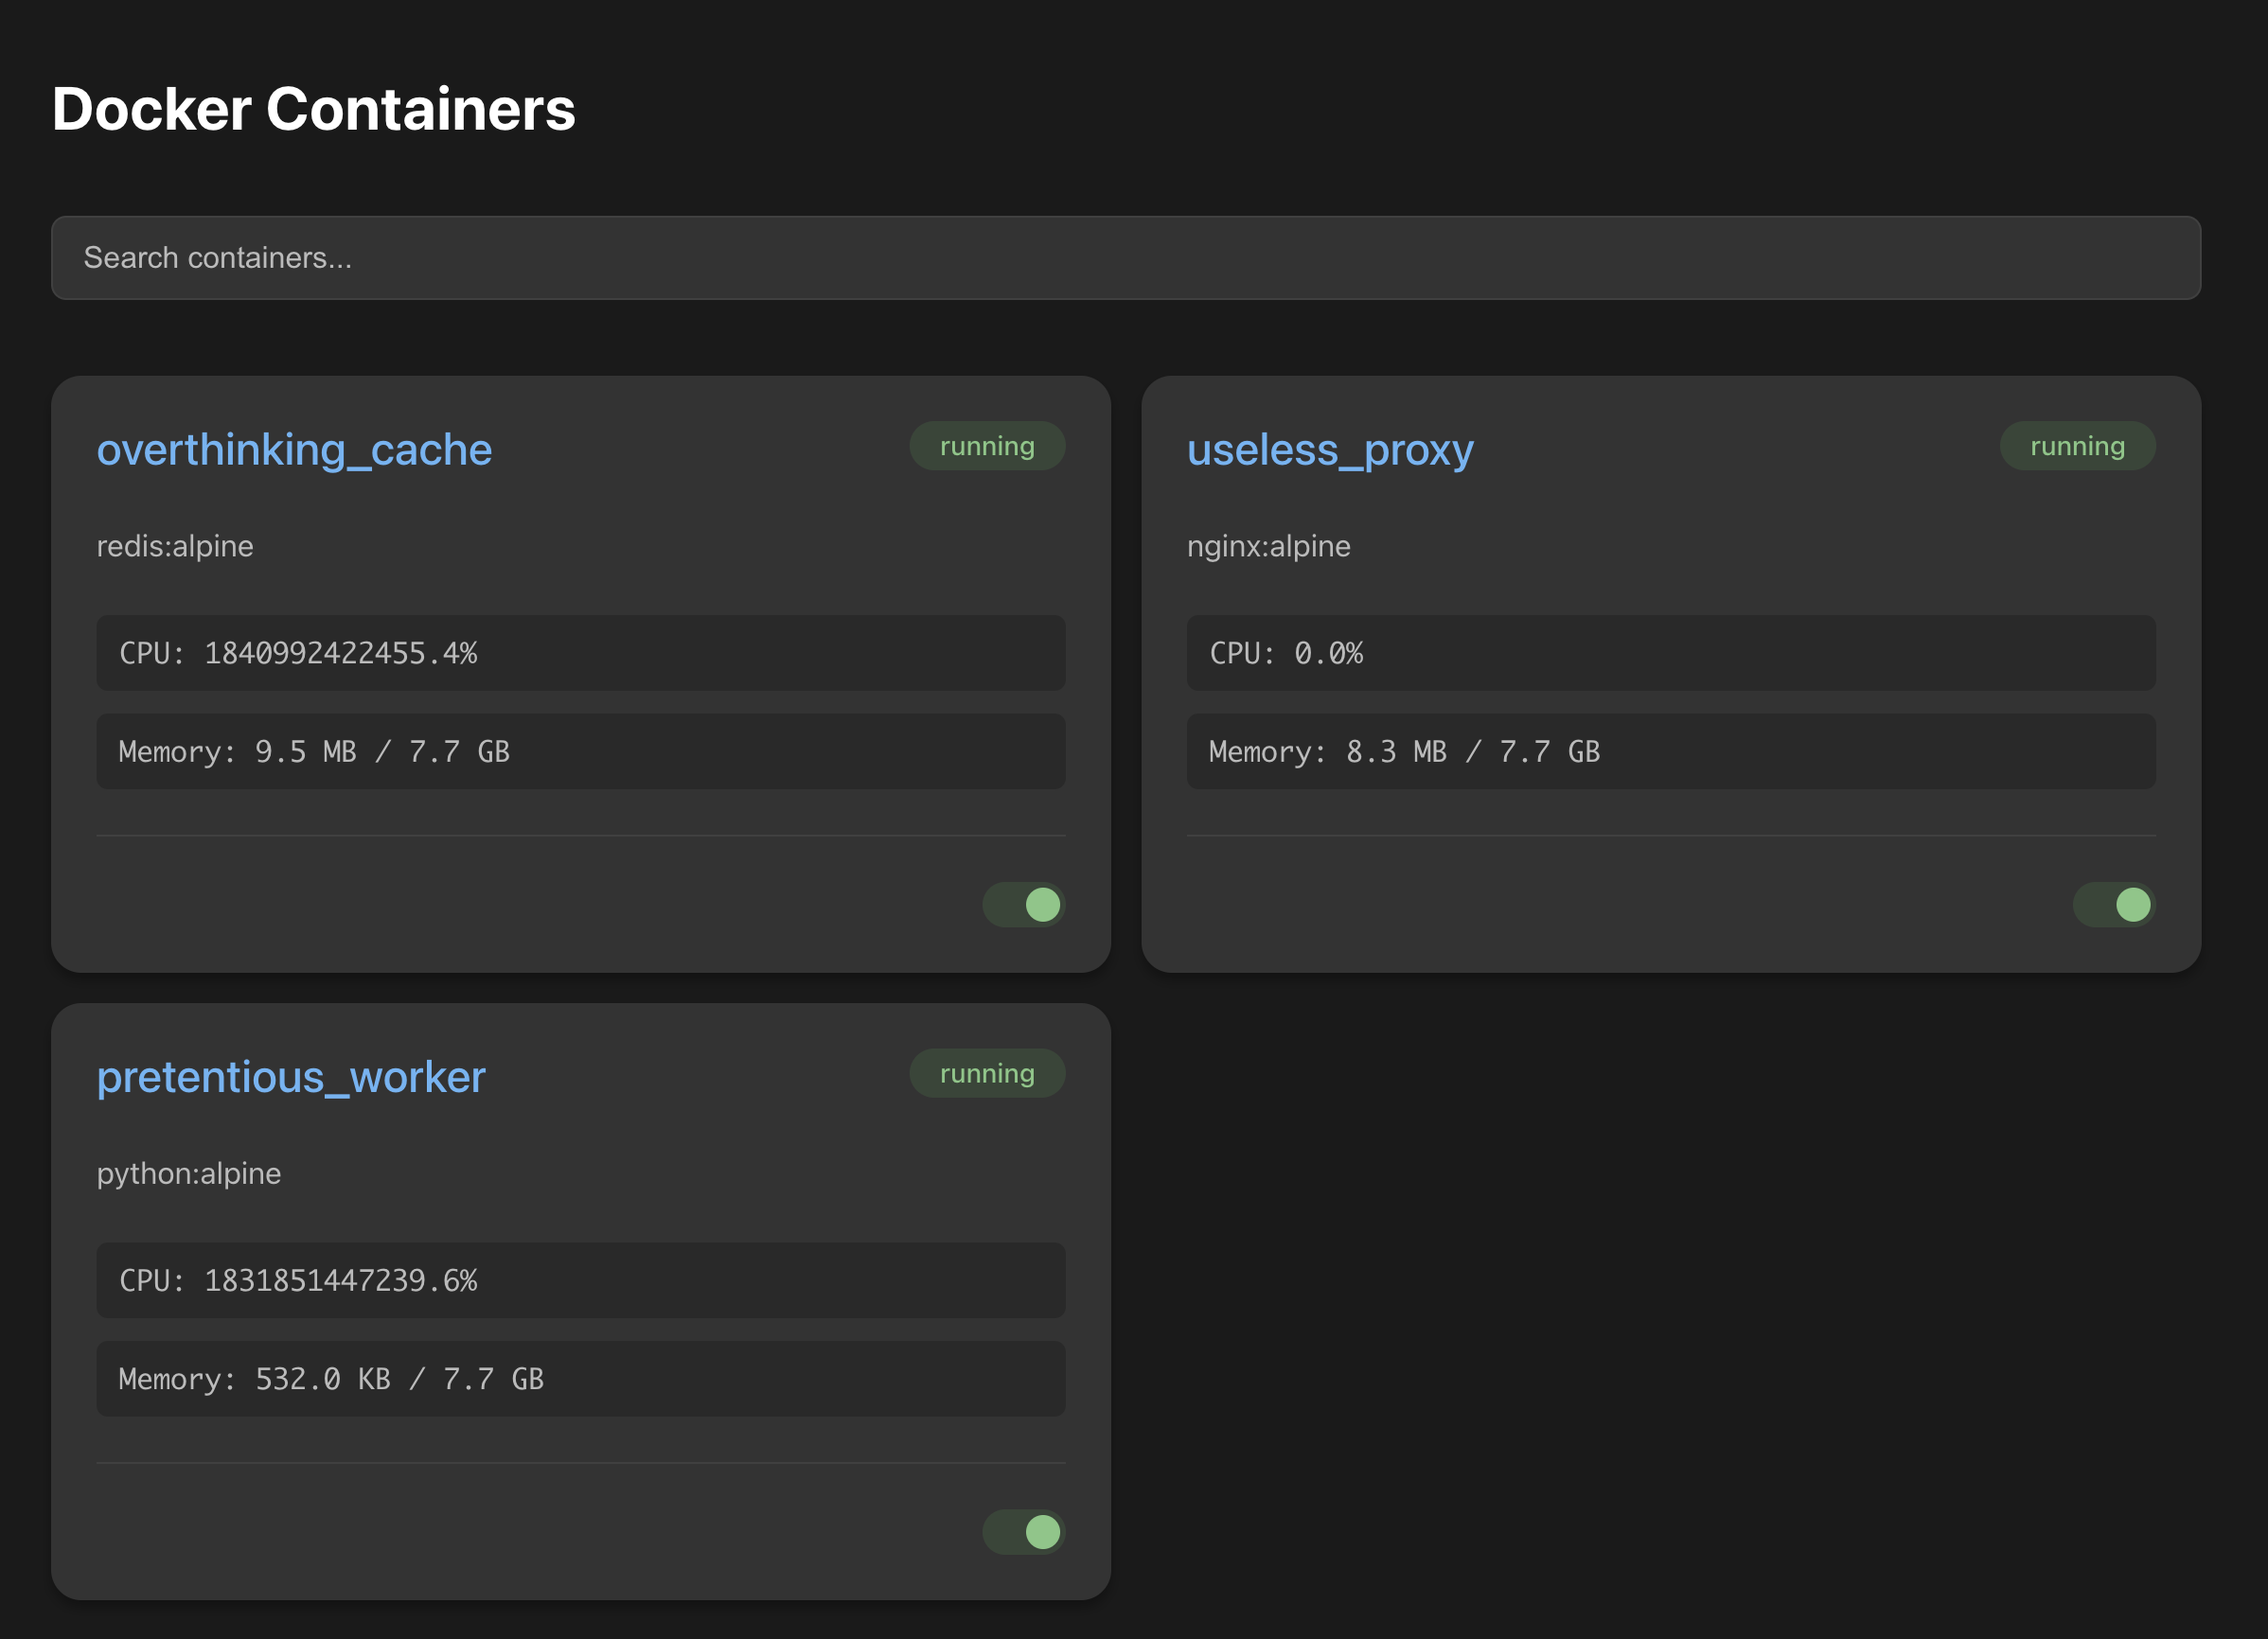 Docker Containers
Search containers...
overthinking_cache
running
redis:alpine
CPU: 1840992422455.4%
Memory: 9.5 MB / 7.7 GB
useless_proxy
running
nginx:alpine
CPU: 0.0%
Memory: 8.3 MB / 7.7 GB
pretentious_worker
running
python:alpine
CPU: 1831851447239.6%
Memory: 532.0 KB / 7.7 GB